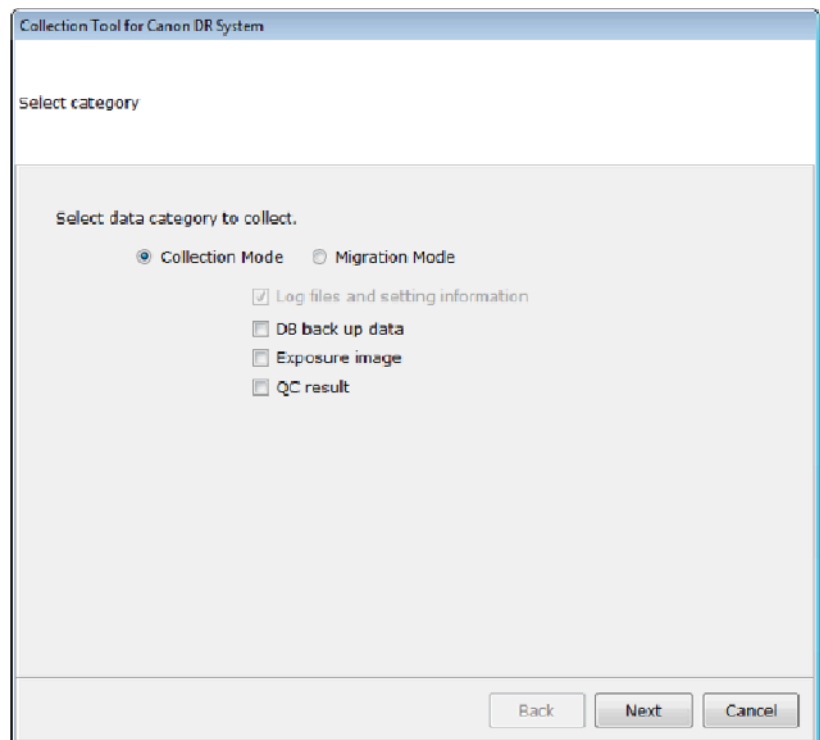 Collection Tool for Canon DR System
Select category
Select data category to collect.
Collection Mode Migration Mode
Log files and setting information
DB back up data
Exposure image
QC result
Back Next Cancel